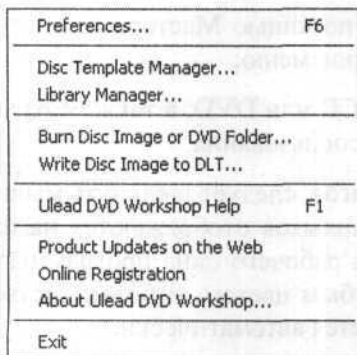 Preferences... F6
Disc Template Manager...
Library Manager...
Burn Disc Image or DVD Folder...
Write Disc Image to DLT...
Ulead DVD Workshop Help F1
Product Updates on the Web
Online Registration
About Ulead DVD Workshop...
Exit